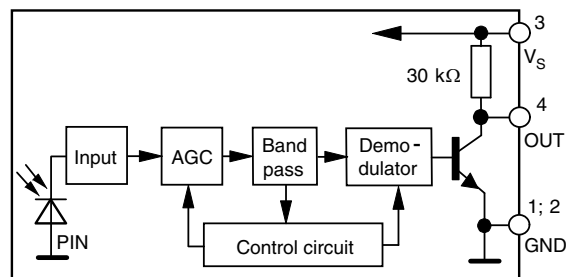 3
V_S
30 kΩ
4
OUT
Input
AGC
Band
pass
Demo-
dulator
1; 2
GND
PIN
Control circuit